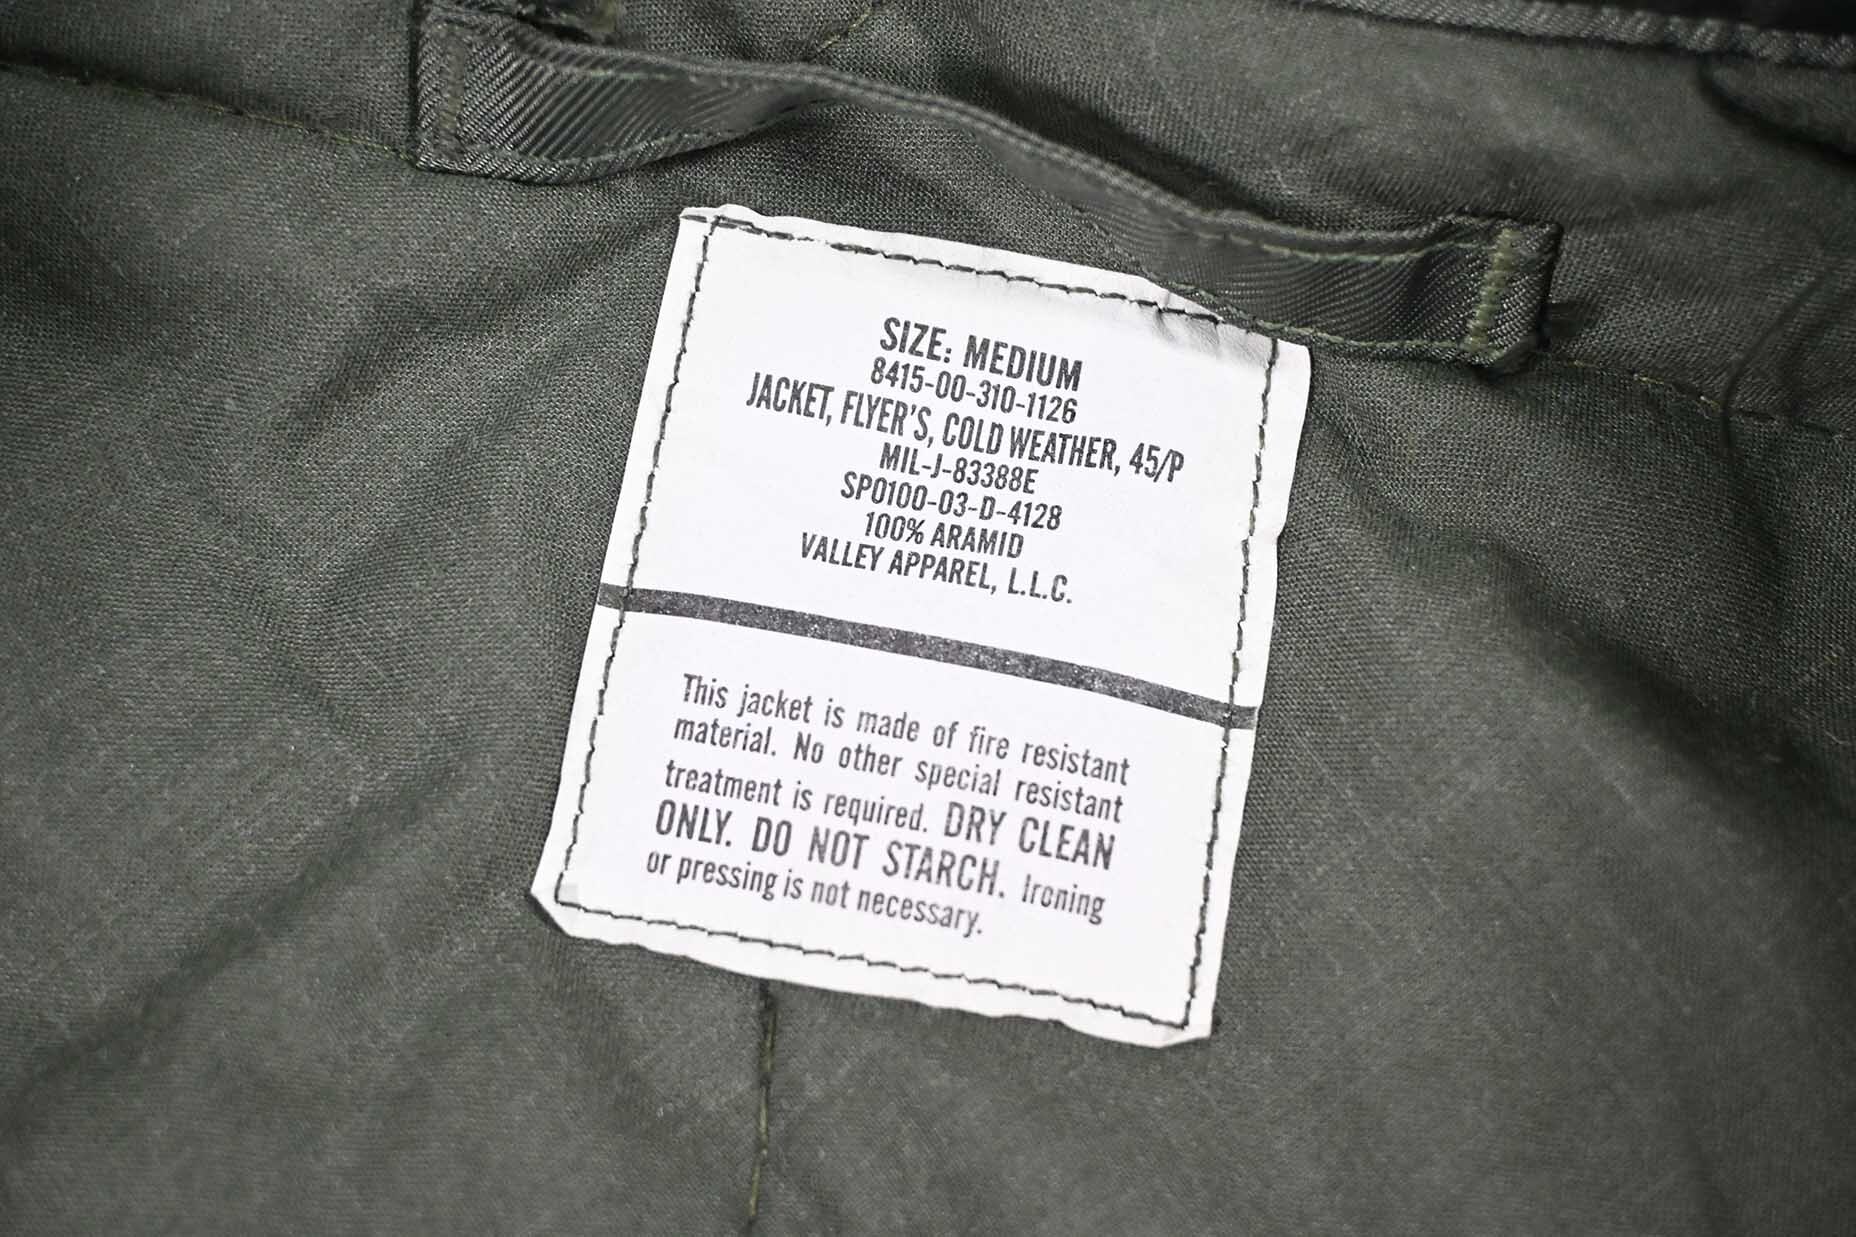 SIZE: MEDIUM
8415-00-310-1126
JACKET, FLYER'S, COLD WEATHER, 45/P
MIL-J-83388E
SP0100-03-D-4128
100% ARAMID
VALLEY APPAREL, L.L.C.
This jacket is made of fire resistant
material. No other special resistant
treatment is required. DRY CLEAN
ONLY. DO NOT STARCH. Ironing
or pressing is not necessary.